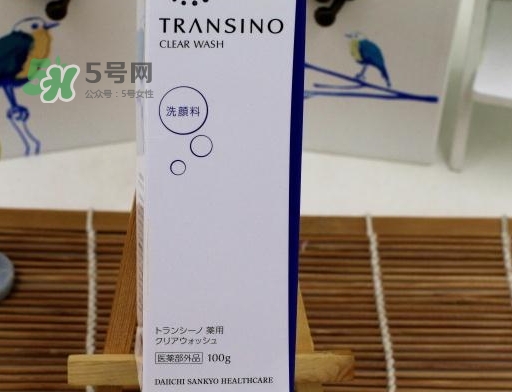 TRANSINO
CLEAR WASH
5号网
公众号:5号女性
洗顔料
トランシーノ 薬用
クリアウォッシュ
医薬部外品 100g
DAIICHI SANKYO HEALTHCARE